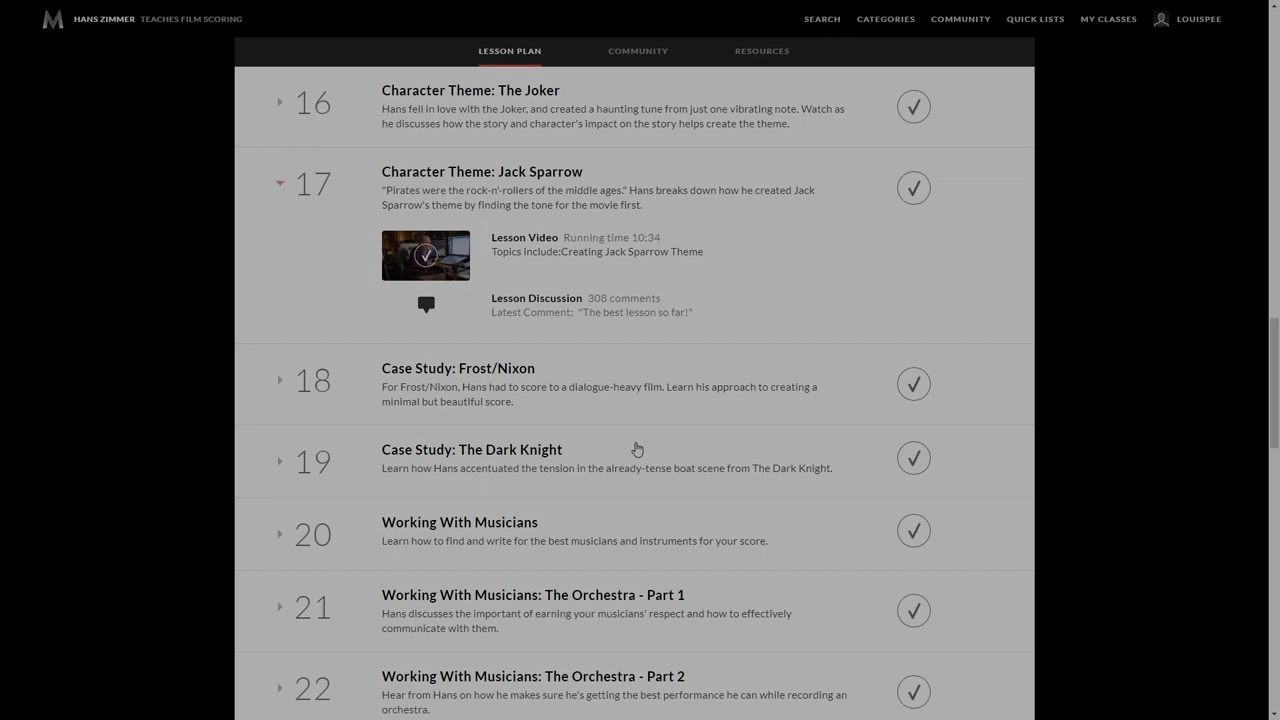 HANS ZIMMER TEACHES FILM SCORING
SEARCH CATEGORIES COMMUNITY QUICK LISTS MY CLASSES LOUISPEE
LESSON PLAN COMMUNITY RESOURCES
16 Character Theme: The Joker
Hans fell in love with the Joker, and created a haunting tune from just one vibrating note. Watch as
he discusses how the story and character's impact on the story helps create the theme.
17 Character Theme: Jack Sparrow
"Pirates were the rock-n'-rollers of the middle ages." Hans breaks down how he created Jack
Sparrow's theme by finding the tone for the movie first.
Lesson Video Running time 10:34
Topics include:Creating Jack Sparrow Theme
Lesson Discussion 308 comments
Latest Comment: "The best lesson so far!"
18 Case Study: Frost/Nixon
For Frost/Nixon, Hans had to score to a dialogue-heavy film. Learn his approach to creating a
minimal but beautiful score.
19 Case Study: The Dark Knight
Learn how Hans accentuated the tension in the already-tense boat scene from The Dark Knight.
20 Working With Musicians
Learn how to find and write for the best musicians and instruments for your score.
21 Working With Musicians: The Orchestra - Part 1
Hans discusses the important of earning your musicians' respect and how to effectively
communicate with them.
22 Working With Musicians: The Orchestra - Part 2
Hear from Hans on how he makes sure he's getting the best performance he can while recording an
orchestra.